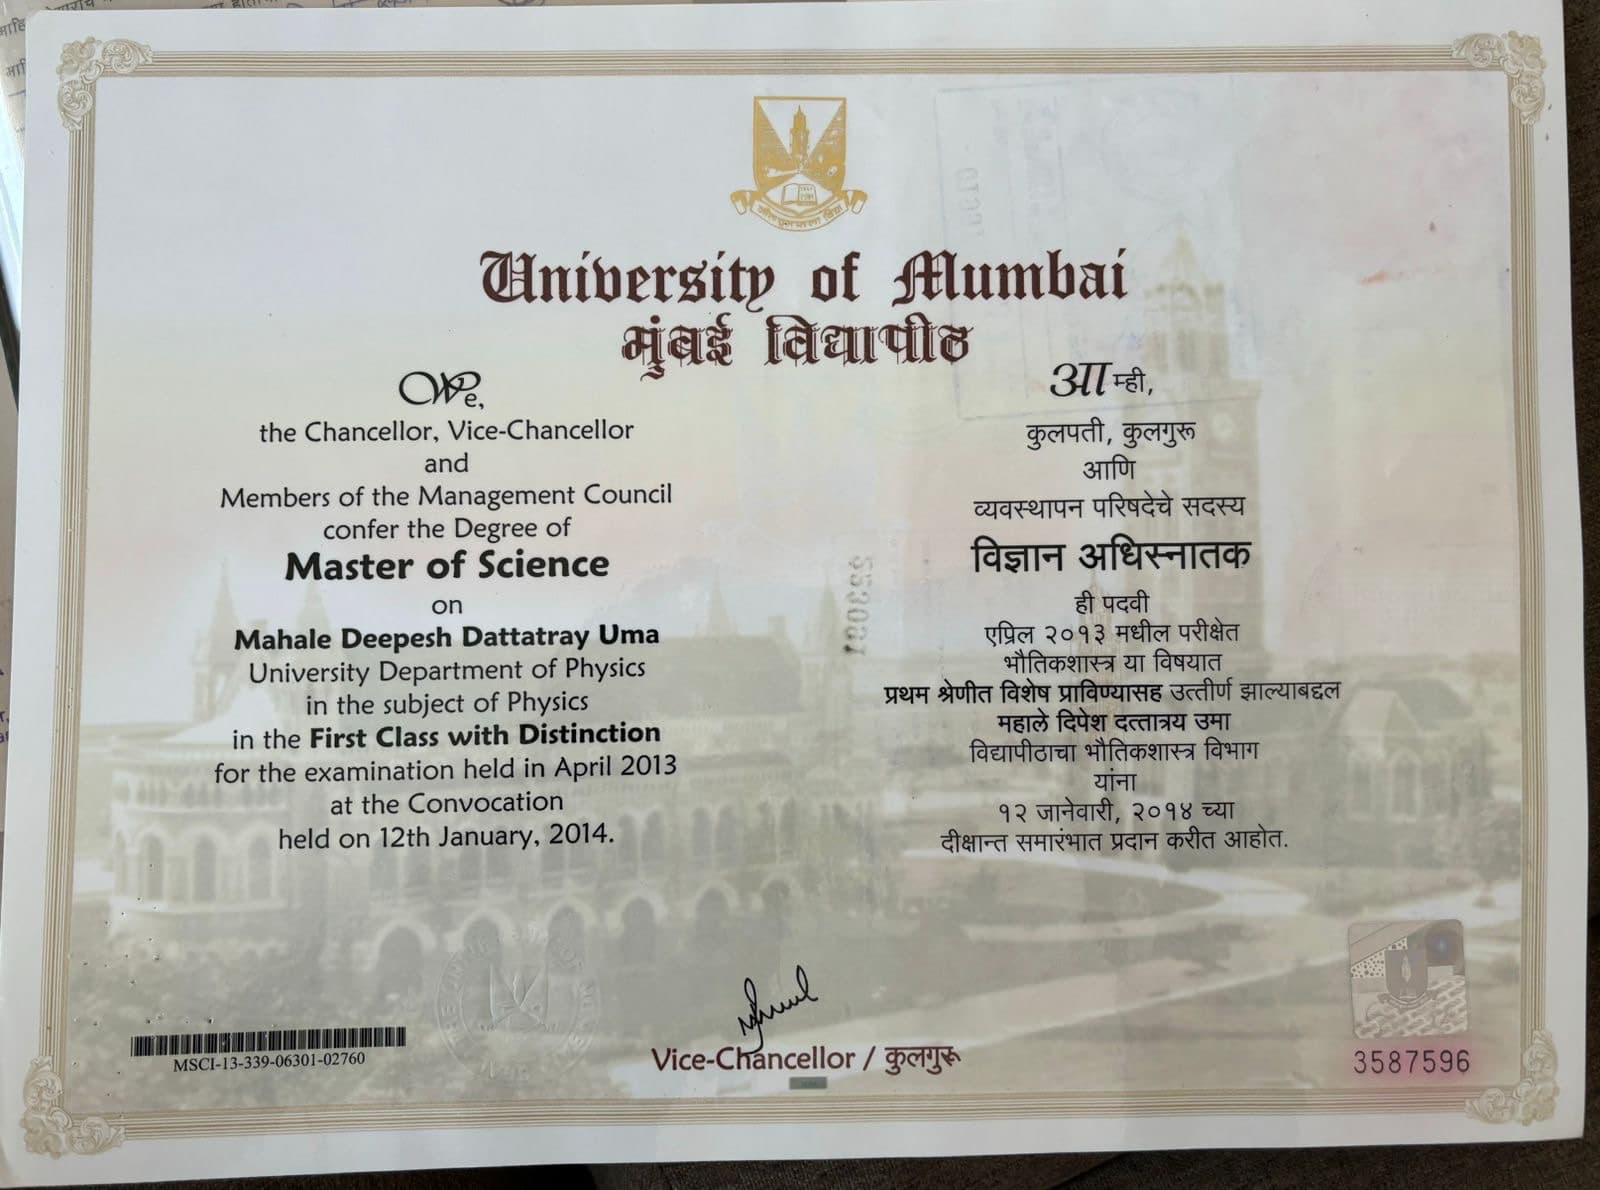 University of Mumbai
मुंबई विद्यापीठ
We,
the Chancellor, Vice-Chancellor
and
Members of the Management Council
confer the Degree of
Master of Science
on
Mahale Deepesh Dattatray Uma
University Department of Physics
in the subject of Physics
in the First Class with Distinction
for the examination held in April 2013
at the Convocation
held on 12th January, 2014.
आम्ही,
कुलपती, कुलगुरू
आणि
व्यवस्थापन परिषदेचे सदस्य
विज्ञान अधिस्नातक
ही पदवी
एप्रिल २०१३ मधील परीक्षेत
भौतिकशास्त्र या विषयात
प्रथम श्रेणीत विशेष प्राविण्यासह उत्तीर्ण झाल्याबद्दल
महाले दिपेश दत्तात्रय उमा
विद्यापीठाचा भौतिकशास्त्र विभाग
यांना
१२ जानेवारी, २०१४ च्या
दीक्षान्त समारंभात प्रदान करीत आहोत.
MSCI-13-339-06301-02760
Vice-Chancellor / कुलगुरू
3587596